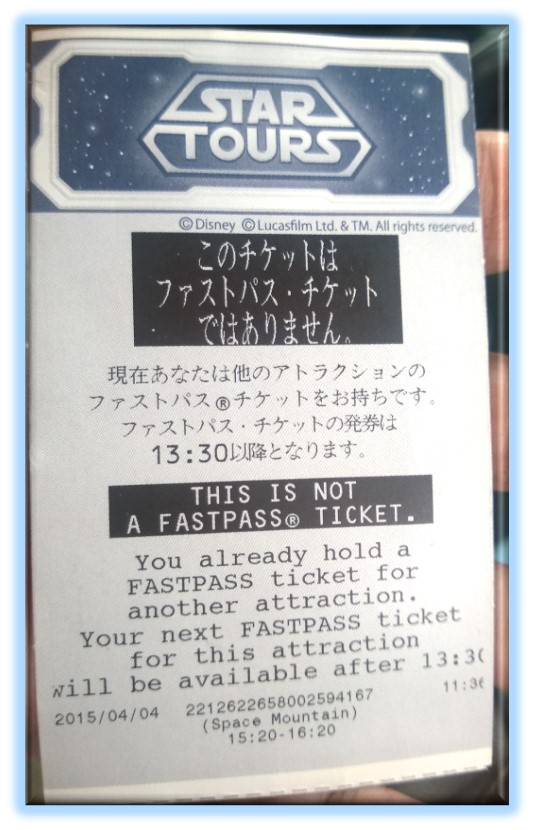 STAR
TOURS
©Disney ©Lucasfilm Ltd. & TM. All rights reserved.
このチケットは
ファストパス・チケット
ではありません。
現在あなたは他のアトラクションの
ファストパス®チケットをお持ちです。
ファストパス・チケットの発券は
13:30以降となります。
THIS IS NOT
A FASTPASS® TICKET.
You already hold a
FASTPASS ticket for
another attraction.
Your next FASTPASS ticket
for this attraction
will be available after 13:30
2015/04/04 2212622658002594167 11:36
(Space Mountain)
15:20-16:20